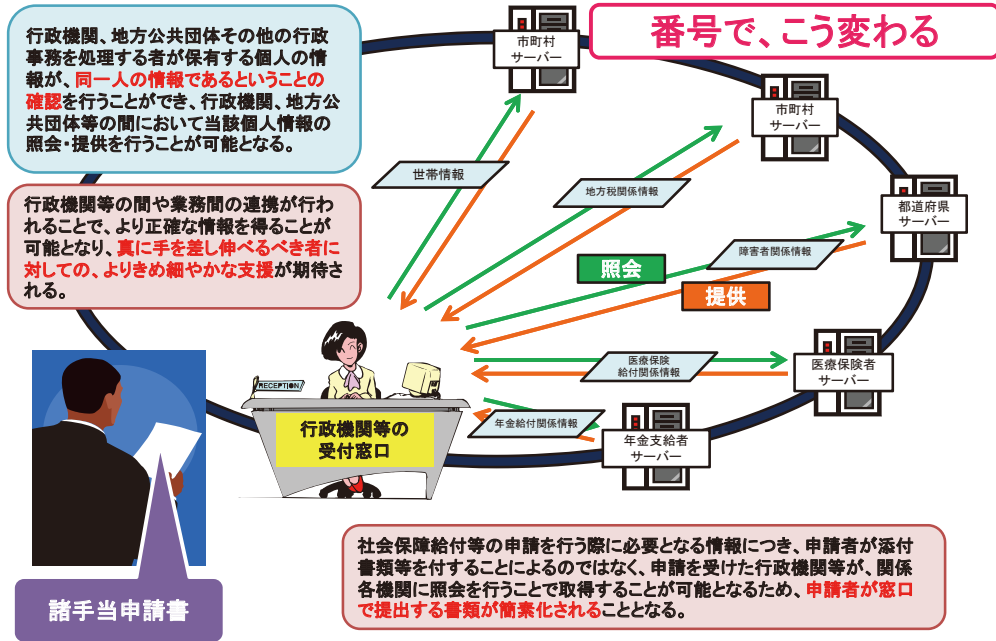 番号で、こう変わる
行政機関、地方公共団体その他の行政
事務を処理する者が保有する個人の情
報が、同一人の情報であるということの
確認を行うことができ、行政機関、地方公
共団体等の間において当該個人情報の
照会・提供を行うことが可能となる。
行政機関等の間や業務間の連携が行わ
れることで、より正確な情報を得ることが
可能となり、真に手を差し伸べるべき者に
対しての、よりきめ細やかな支援が期待さ
れる。
市町村
サーバー
市町村
サーバー
都道府県
サーバー
医療保険者
サーバー
年金支給者
サーバー
世帯情報
地方税関係情報
障害者関係情報
照会
提供
医療保険
給付関係情報
年金給付関係情報
RECEPTION
行政機関等の
受付窓口
諸手当申請書
社会保障給付等の申請を行う際に必要となる情報につき、申請者が添付
書類等を付することによるのではなく、申請を受けた行政機関等が、関係
各機関に照会を行うことで取得することが可能となるため、申請者が窓口
で提出する書類が簡素化されることとなる。